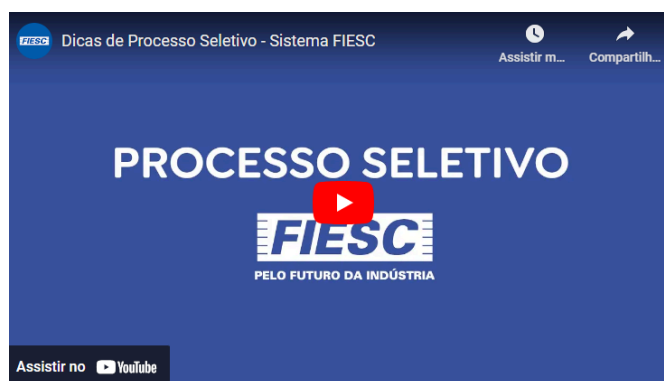 FIESC
Dicas de Processo Seletivo - Sistema FIESC
Assistir m...
Compartilh...
PROCESSO SELETIVO
FIESC
PELO FUTURO DA INDÚSTRIA
Assistir no YouTube